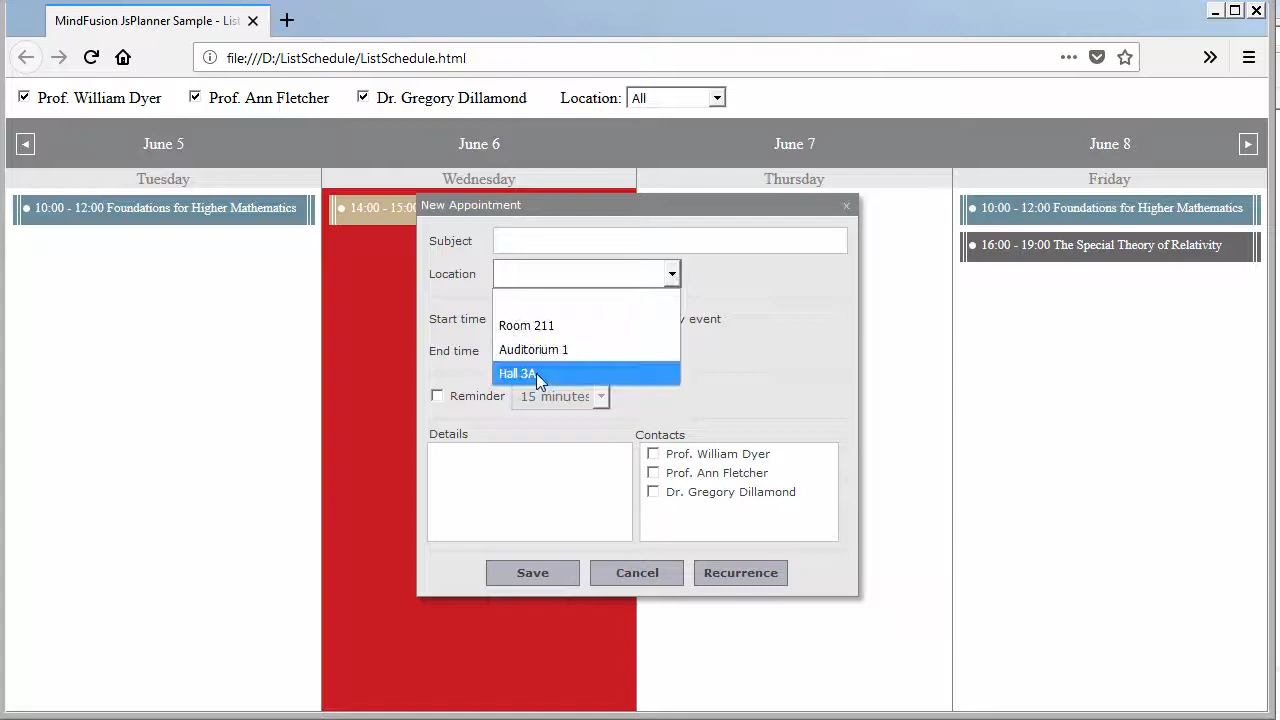 MindFusion JsPlanner Sample - Lis
file:///D:/ListSchedule/ListSchedule.html
Prof. William Dyer
Prof. Ann Fletcher
Dr. Gregory Dillamond
Location: All
June 5
June 6
June 7
June 8
Tuesday
Wednesday
Thursday
Friday
10:00 - 12:00 Foundations for Higher Mathematics
14:00 - 15:00
10:00 - 12:00 Foundations for Higher Mathematics
16:00 - 19:00 The Special Theory of Relativity
New Appointment
Subject
Location
Room 211
Auditorium 1
Hall 3A
Start time
event
End time
Reminder
15 minutes
Details
Contacts
Prof. William Dyer
Prof. Ann Fletcher
Dr. Gregory Dillamond
Save
Cancel
Recurrence